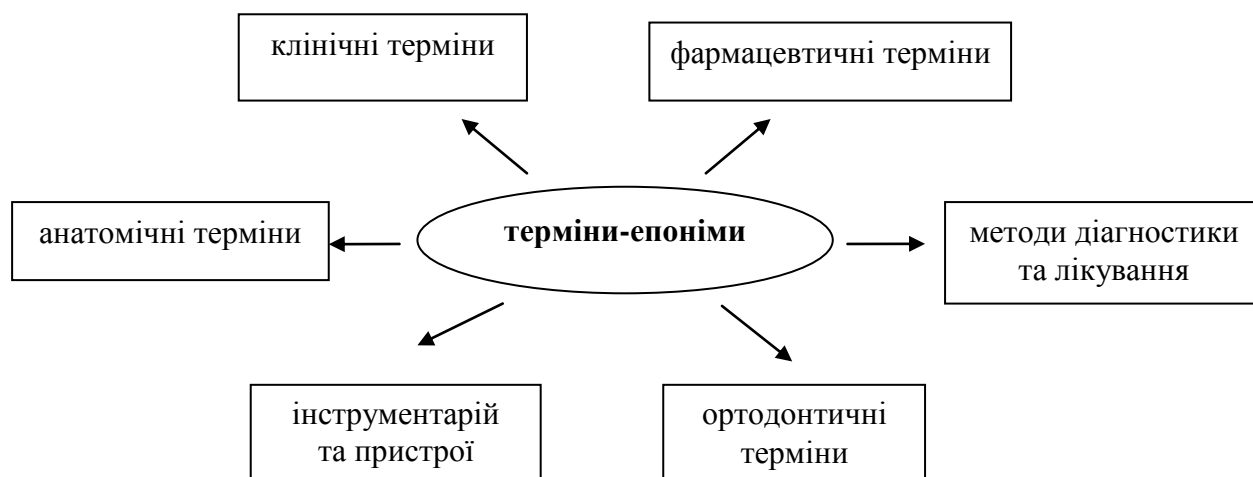 клінічні терміни
фармацевтичні терміни
анатомічні терміни
терміни-епоніми
методи діагностики
та лікування
інструментарій
та пристрої
ортодонтичні
терміни